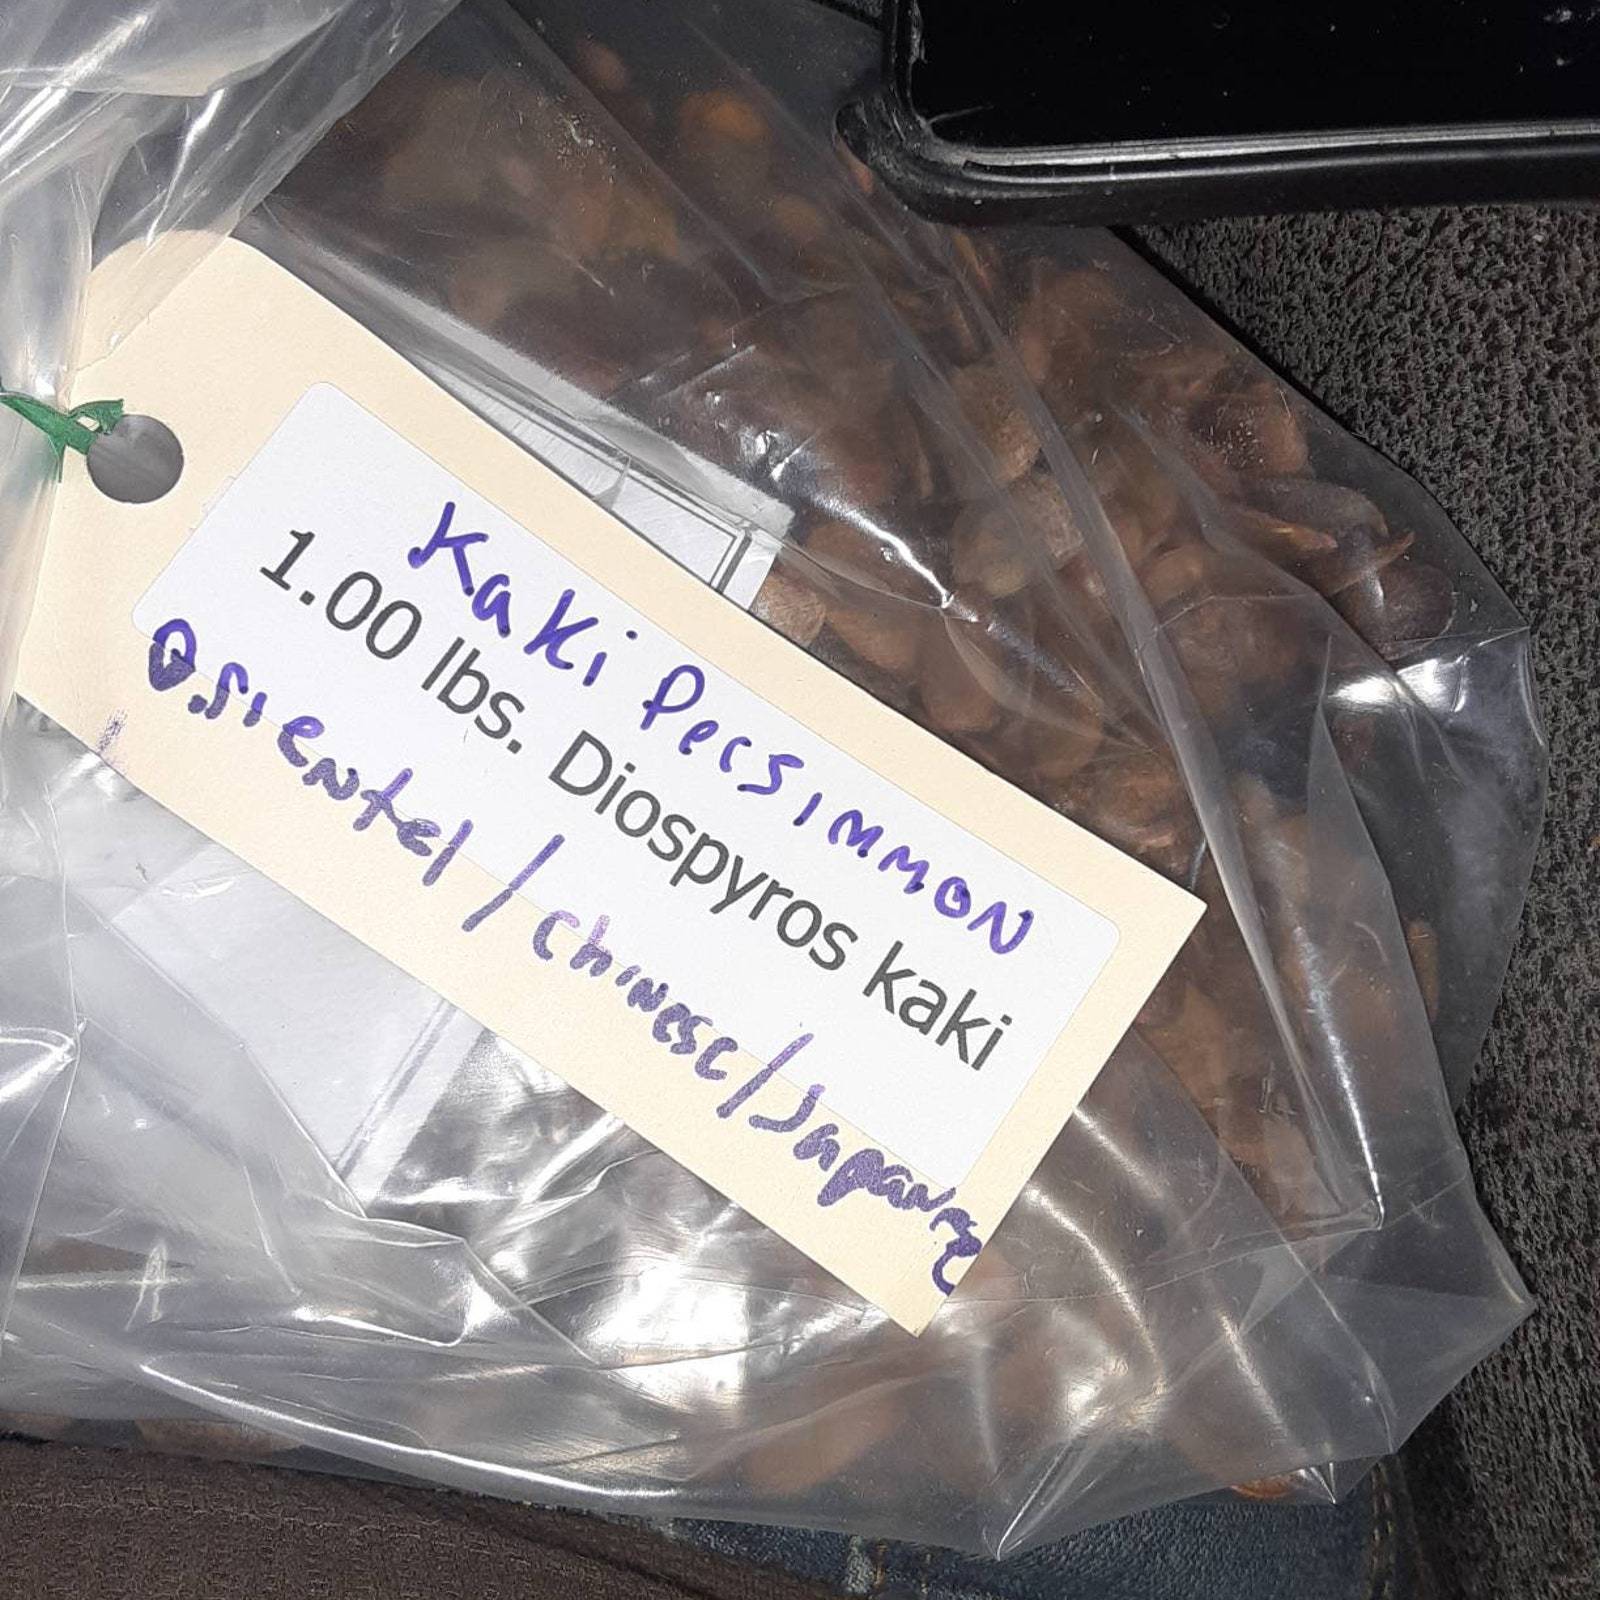 Kaki Persimmon
1.00 lbs. Diospyros kaki
Oriental / Chinese / Japanese